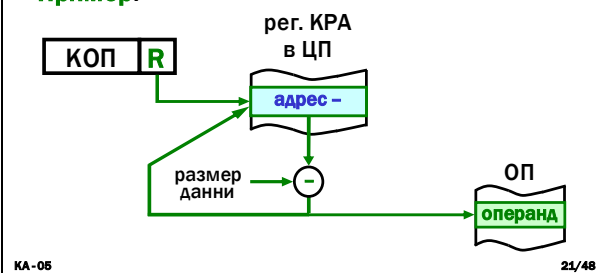 Пример:
рег. КРА
в ЦП
КОП R
адрес –
размер
данни
–
ОП
операнд
КА-05
21/48